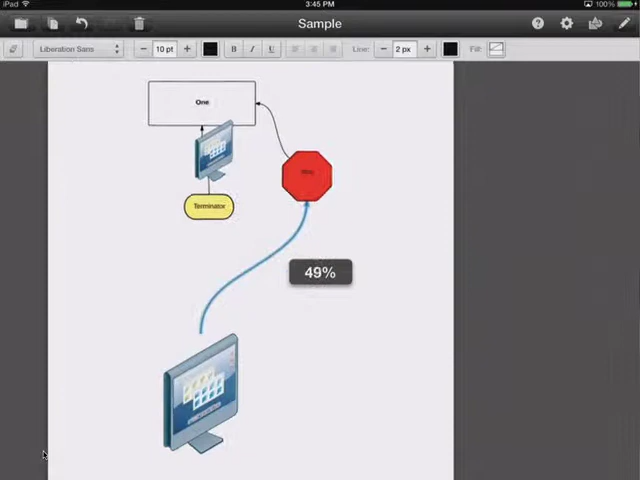 iPad 3:45 PM 100%
Sample
Liberation Sans 10 pt B I U Line: 2 px Fill:
One
Terminator
49%